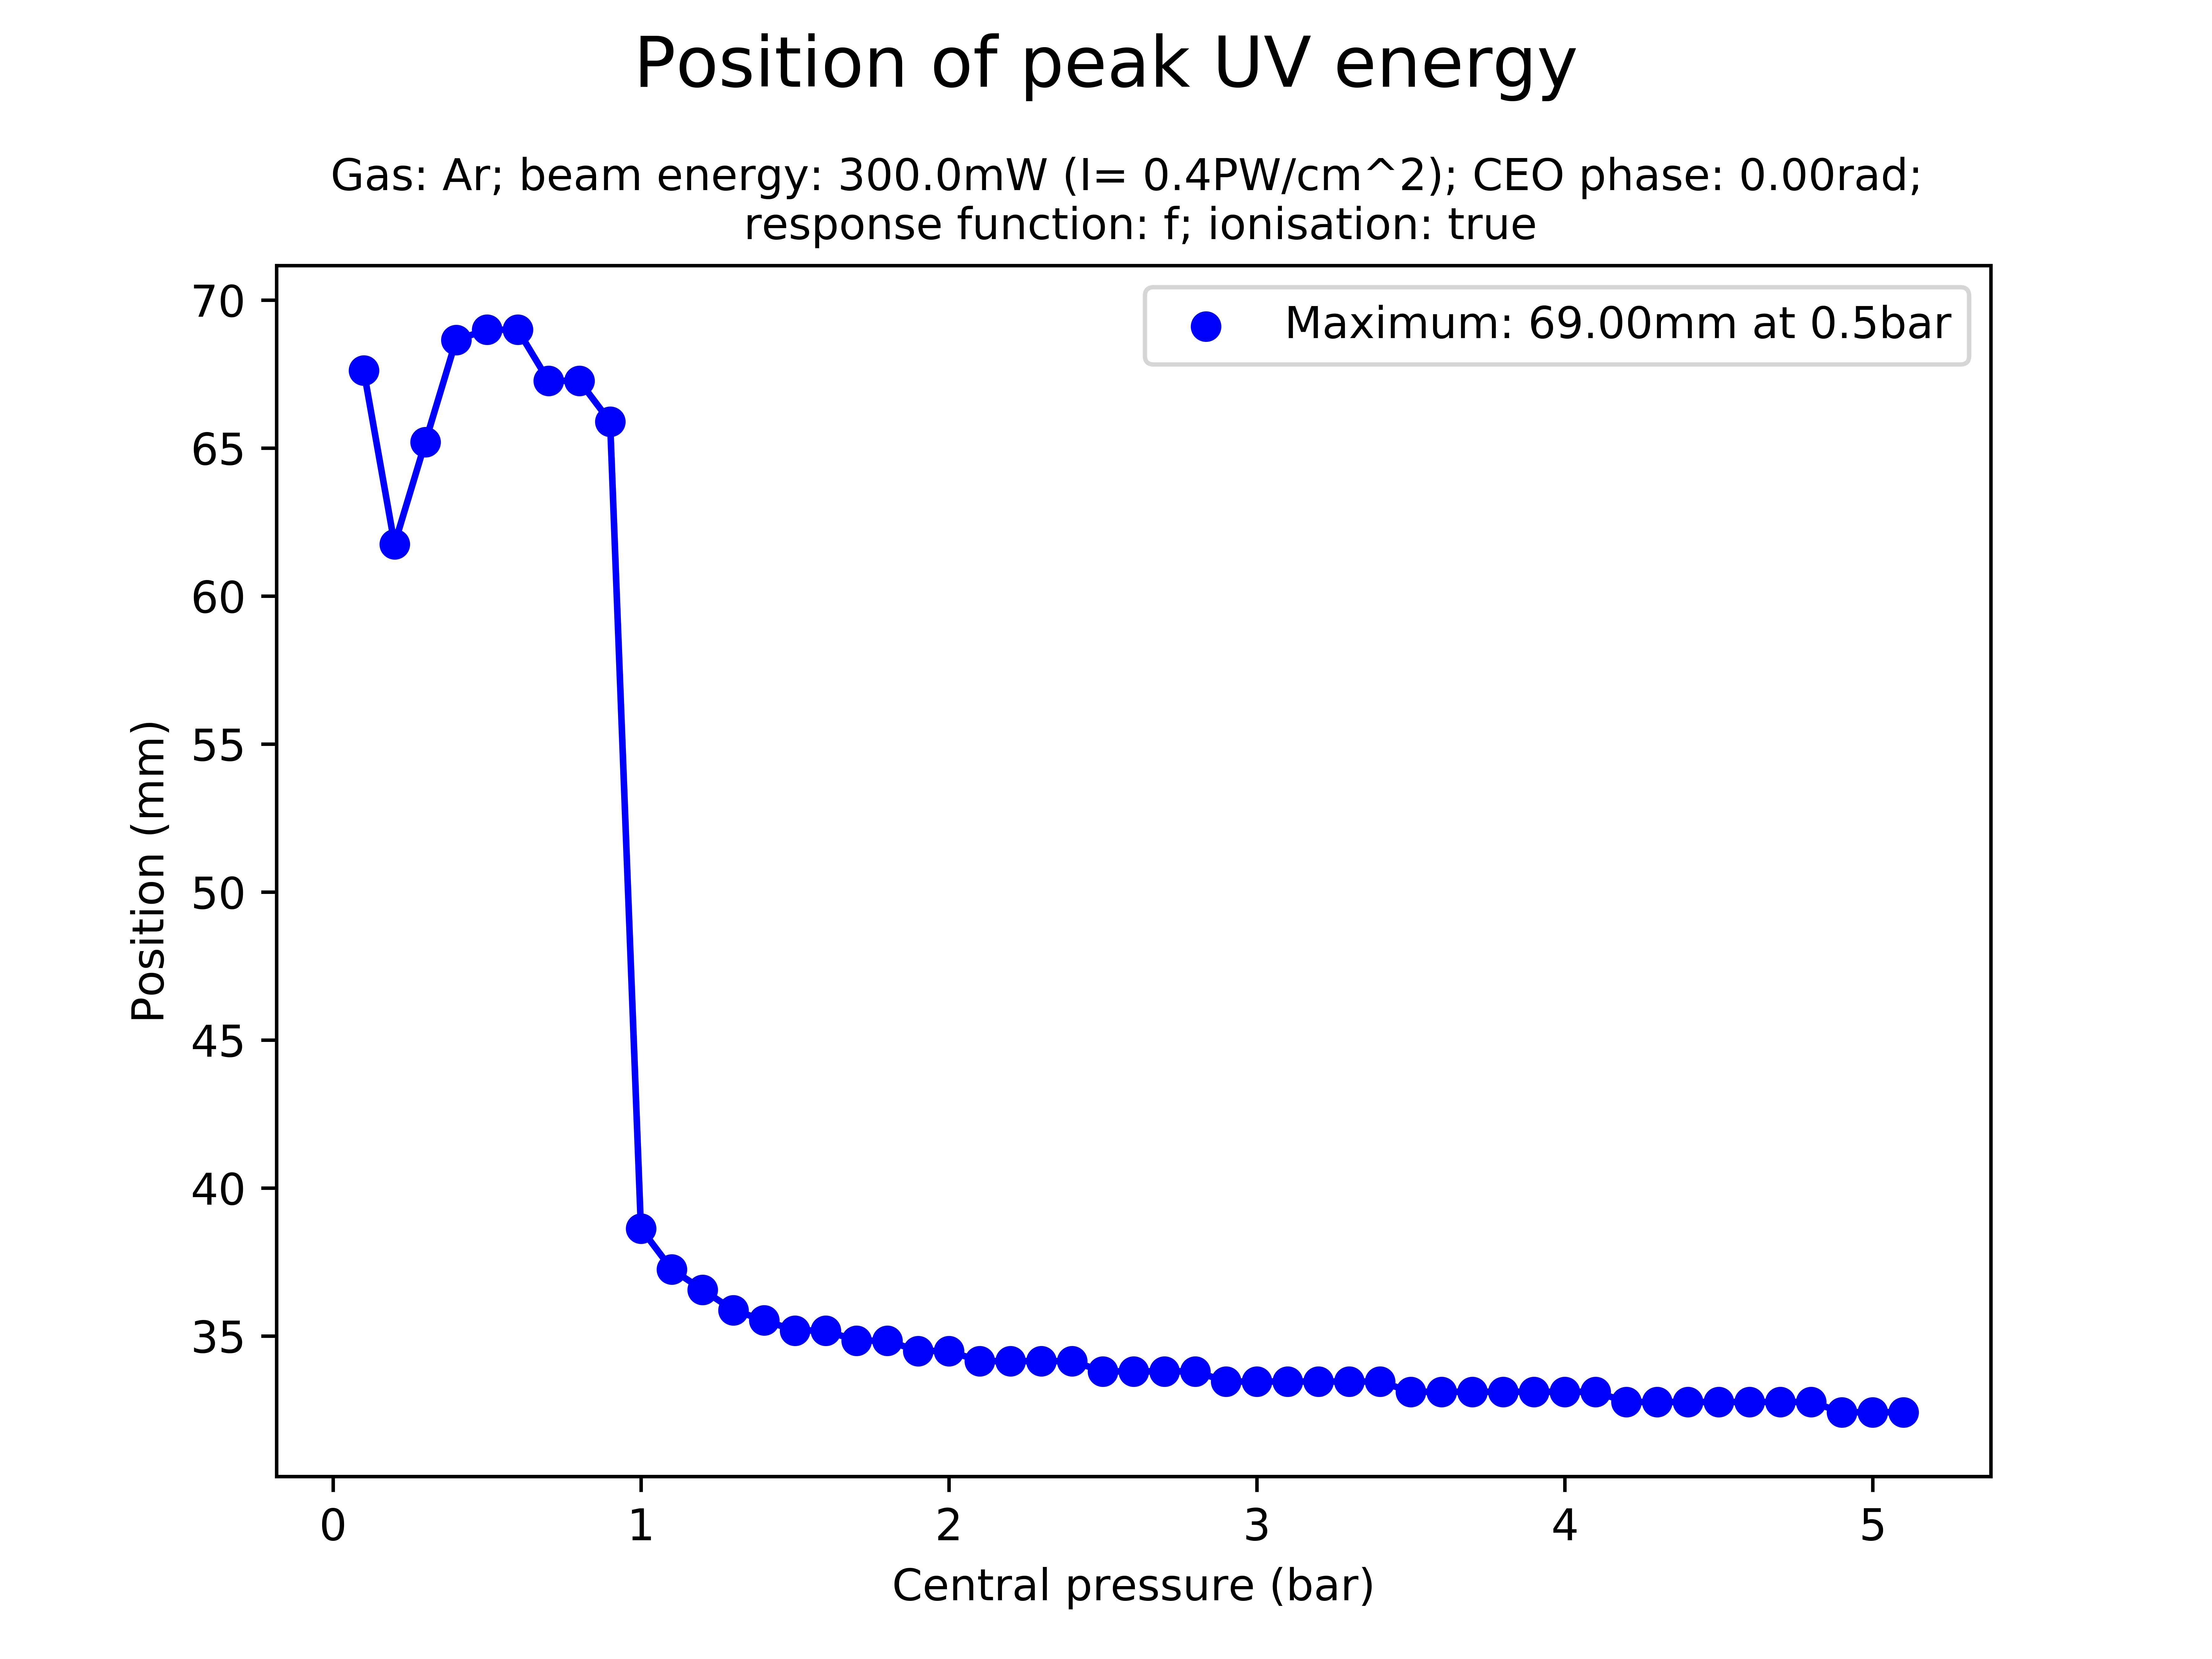 Position of peak UV energy
Gas: Ar; beam energy: 300.0mW (I= 0.4PW/cm^2); CEO phase: 0.00rad;
response function: f; ionisation: true
Maximum: 69.00mm at 0.5bar
70
65
60
55
50
45
40
35
Position (mm)
0 1 2 3 4 5
Central pressure (bar)